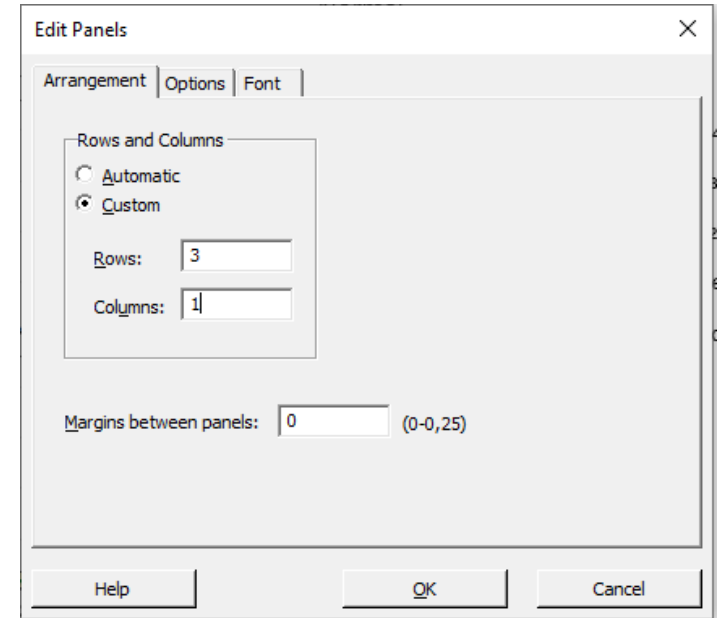 Edit Panels
Arrangement Options Font
Rows and Columns
Automatic
Custom
Rows: 3
Columns: 1
Margins between panels: 0 (0-0,25)
Help OK Cancel